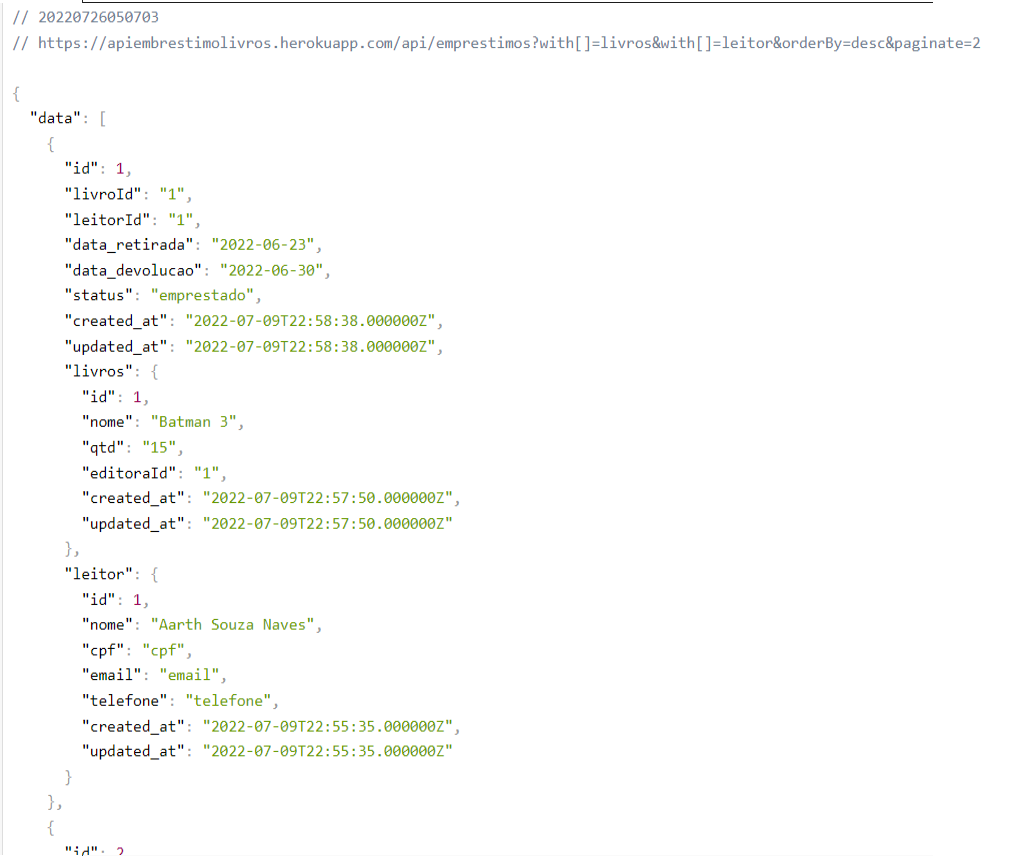 // 20220726050703
// https://apiembrestimolivros.herokuapp.com/api/emprestimos?with[]=livros&with[]=leitor&orderBy=desc&paginate=2
{
"data": [
{
"id": 1,
"livroId": "1",
"leitorId": "1",
"data_retirada": "2022-06-23",
"data_devolucao": "2022-06-30",
"status": "emprestado",
"created_at": "2022-07-09T22:58:38.000000Z",
"updated_at": "2022-07-09T22:58:38.000000Z",
"livros": {
"id": 1,
"nome": "Batman 3",
"qtd": "15",
"editoraId": "1",
"created_at": "2022-07-09T22:57:50.000000Z",
"updated_at": "2022-07-09T22:57:50.000000Z"
},
"leitor": {
"id": 1,
"nome": "Aarth Souza Naves",
"cpf": "cpf",
"email": "email",
"telefone": "telefone",
"created_at": "2022-07-09T22:55:35.000000Z",
"updated_at": "2022-07-09T22:55:35.000000Z"
}
},
{
"id": 2